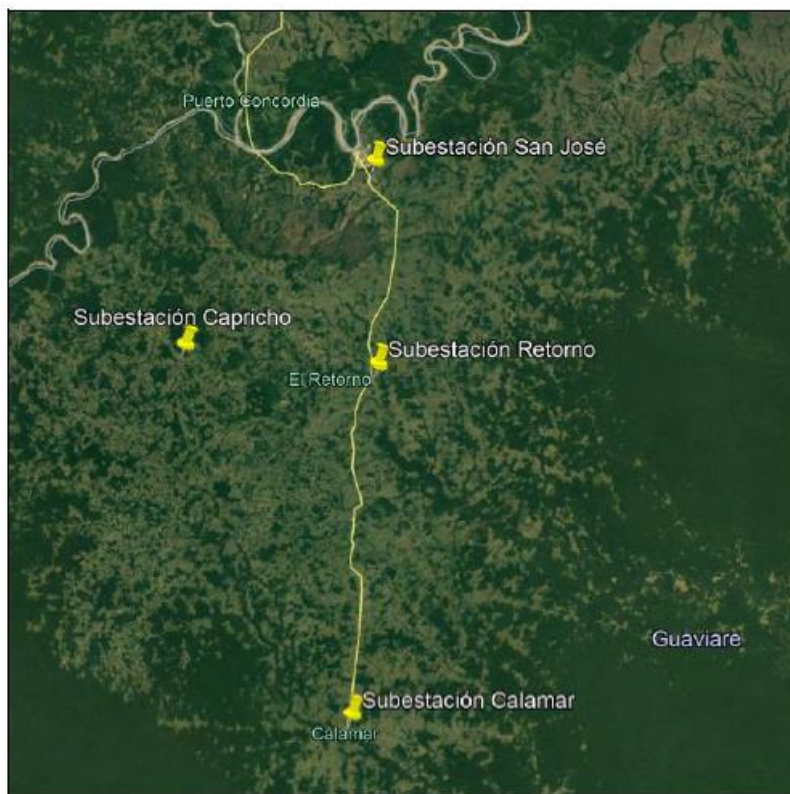 Puerto Concordia
Subestación San José
Subestación Capricho
Subestación Retorno
El Retorno
Guaviare
Subestación Calamar
Calamar